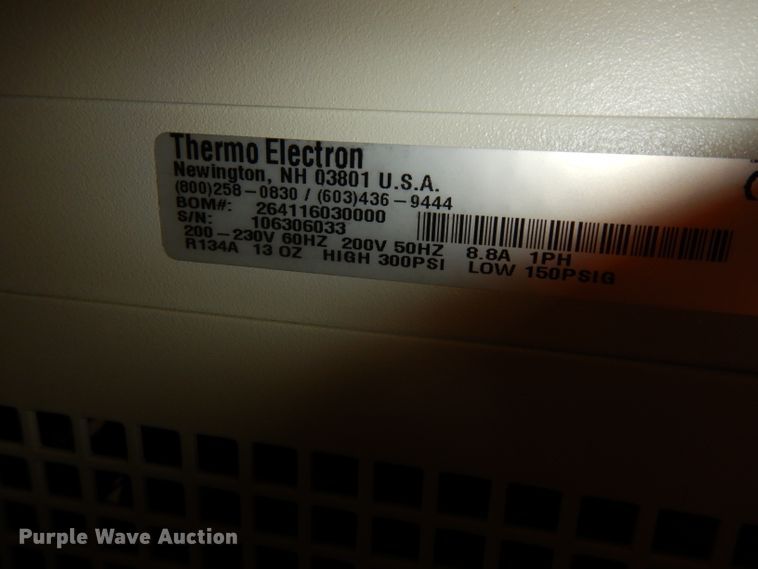 Thermo Electron
Newington, NH 03801 U.S.A.
(800)258-0830 / (603)436-9444
BOM#: 264116030000
S/N: 106306033
200-230V 60HZ 200V 50HZ 8.8A 1PH
R134A 13 OZ HIGH 300PSI LOW 150PSIG
Purple Wave Auction